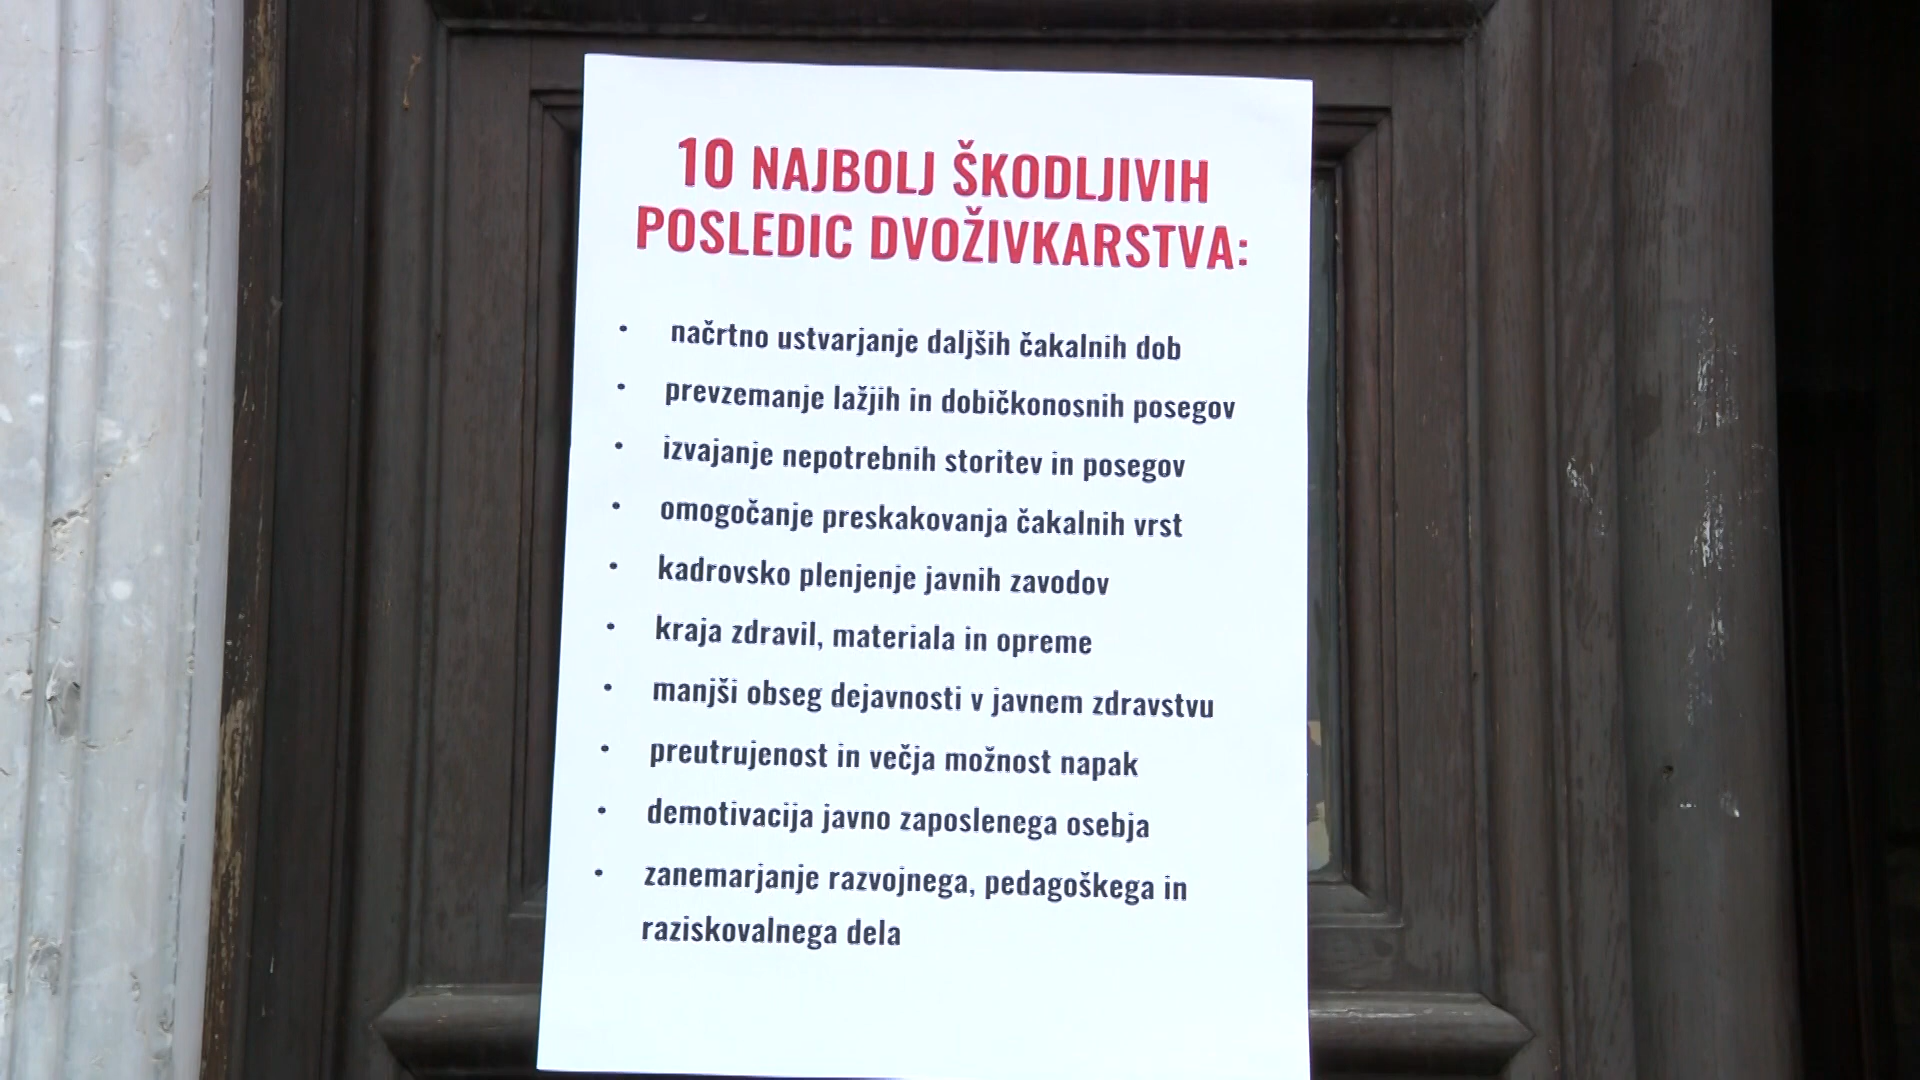 10 NAJBOLJ ŠKODLJIVIH
POSLEDIC DVOŽIVKARSTVA:
• načrtno ustvarjanje daljših čakalnih dob
• prevzemanje lažjih in dobičkonosnih posegov
• izvajanje nepotrebnih storitev in posegov
• omogočanje preskakovanja čakalnih vrst
• kadrovsko plenjenje javnih zavodov
• kraja zdravil, materiala in opreme
• manjši obseg dejavnosti v javnem zdravstvu
• preutrujenost in večja možnost napak
• demotivacija javno zaposlenega osebja
• zanemarjanje razvojnega, pedagoškega in
raziskovalnega dela